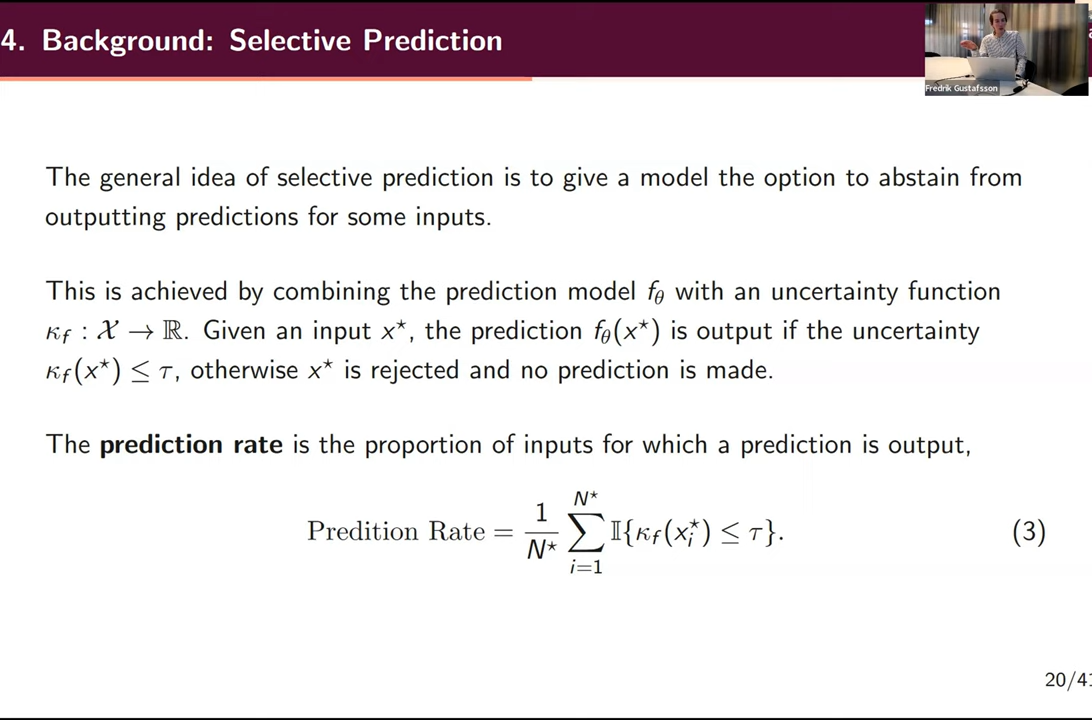 4. Background: Selective Prediction
Fredrik Gustafsson
The general idea of selective prediction is to give a model the option to abstain from
outputting predictions for some inputs.
This is achieved by combining the prediction model f_θ with an uncertainty function
κ_f : 𝒳 → ℝ. Given an input x⋆, the prediction f_θ(x⋆) is output if the uncertainty
κ_f(x⋆) ≤ τ, otherwise x⋆ is rejected and no prediction is made.
The prediction rate is the proportion of inputs for which a prediction is output,
Predition Rate = 1/N⋆ ∑_{i=1}^{N⋆} 𝕀{κ_f(x_i⋆) ≤ τ}. (3)
20/41